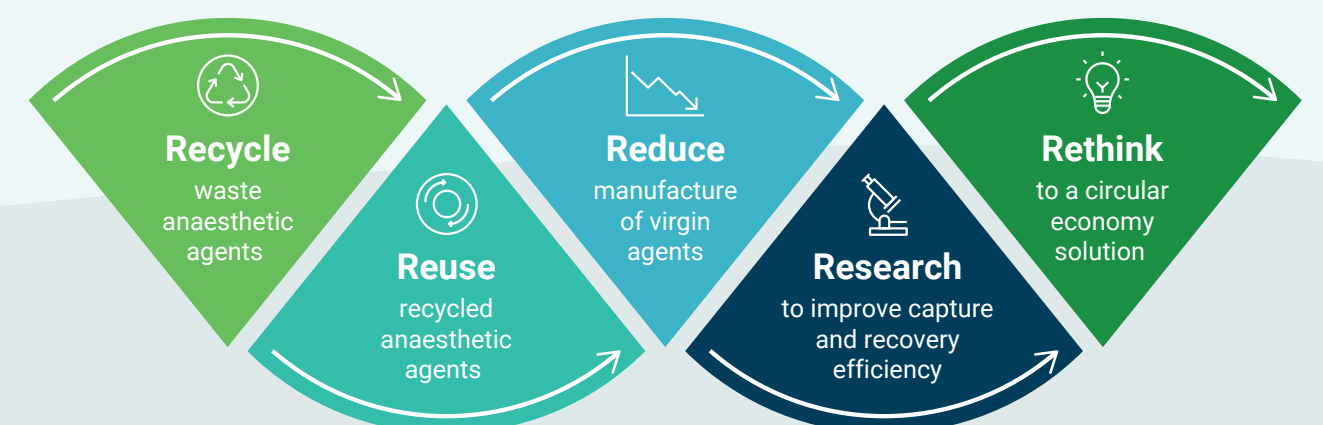 Recycle
waste
anaesthetic
agents
Reuse
recycled
anaesthetic
agents
Reduce
manufacture
of virgin
agents
Research
to improve capture
and recovery
efficiency
Rethink
to a circular
economy
solution